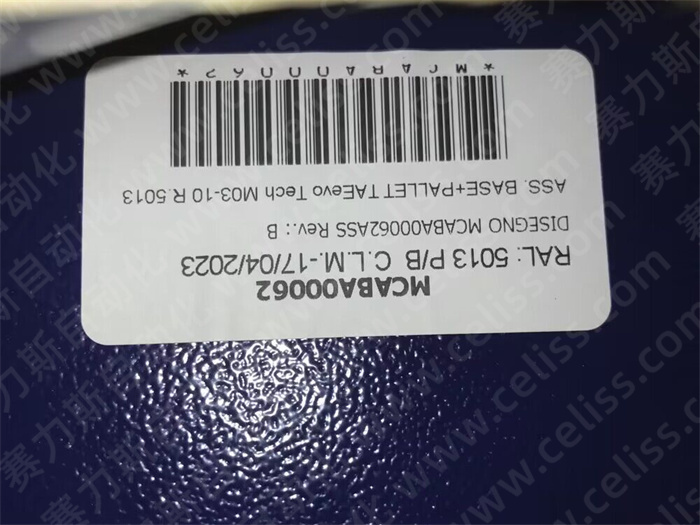 MCABA00062
RAL: 5013 P/B C.L.M.-17/04/2023
DISEGNO MCABA00062ASS Rev.: B
ASS. BASE+PALLET TAEevo Tech M03-10 R.5013
*MCABA00062*
赛力斯自动化 www.celiss.com